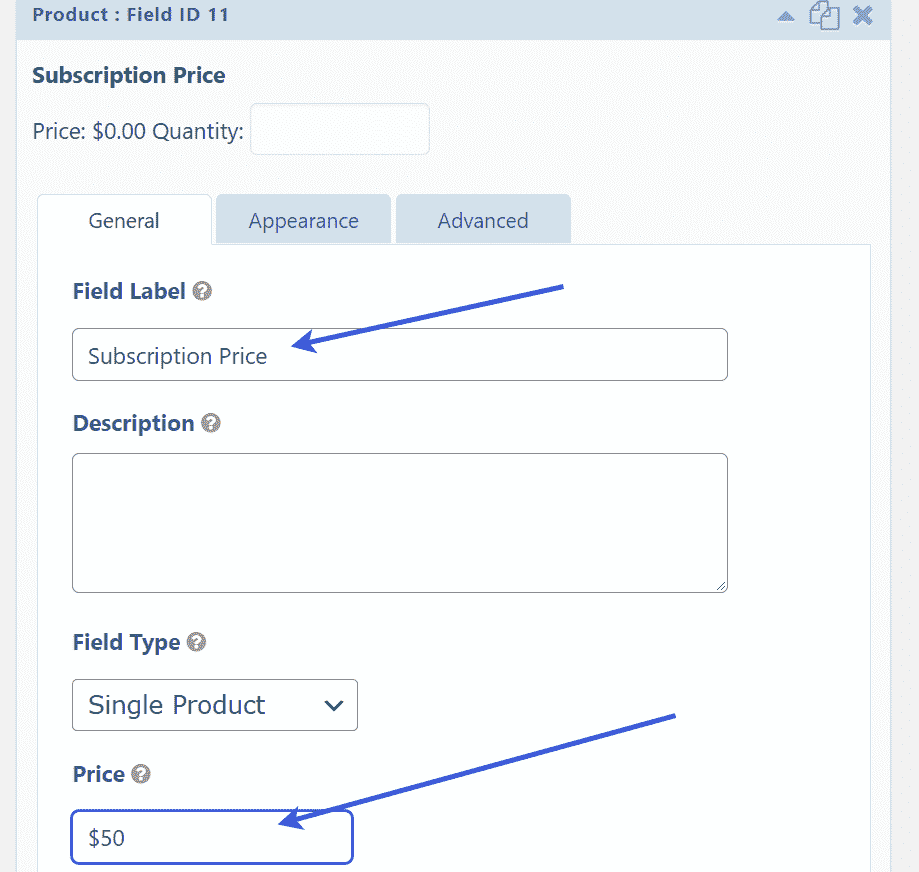 Product : Field ID 11
Subscription Price
Price: $0.00 Quantity:
General Appearance Advanced
Field Label ?
Subscription Price
Description ?
Field Type ?
Single Product
Price ?
$50